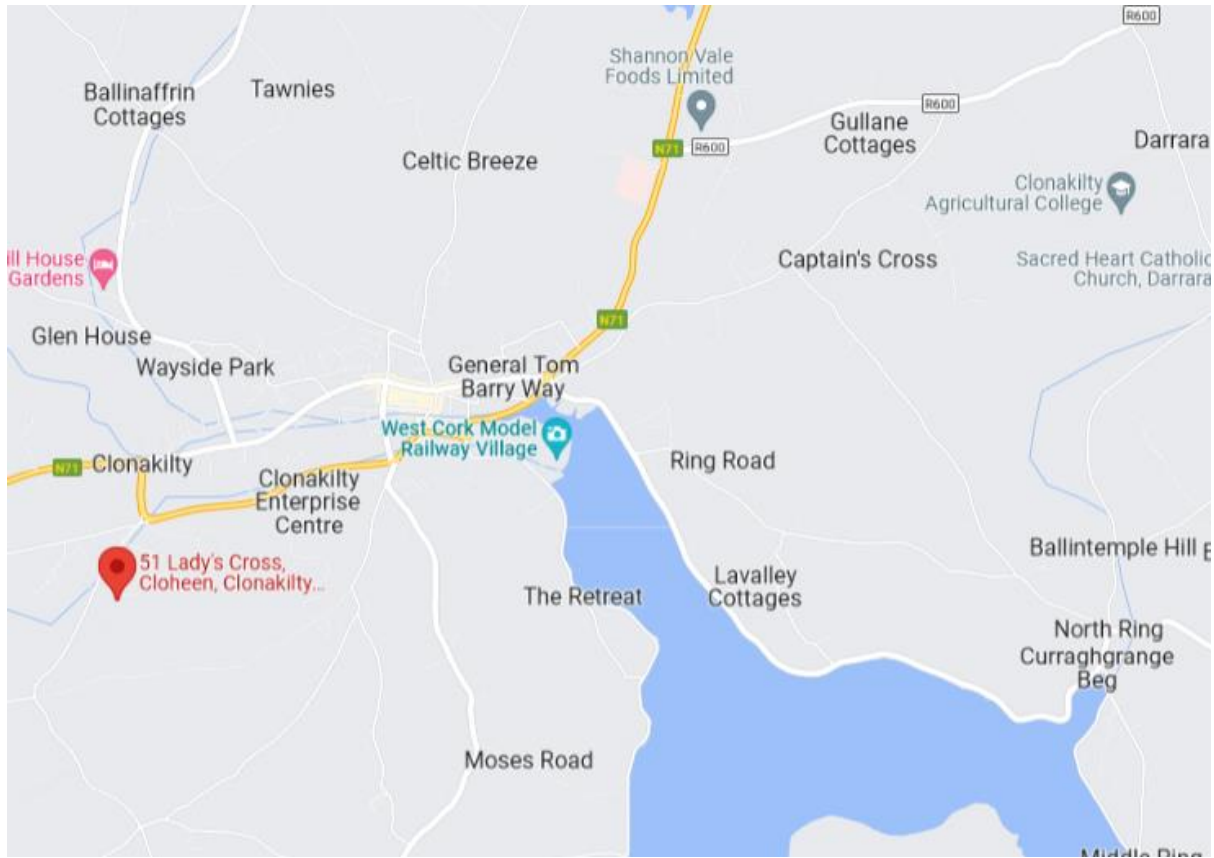 R600
Shannon Vale
Foods Limited
Tawnies
Ballinaffrin
Cottages
R600
Gullane
Cottages
Darrara
N71
R600
Celtic Breeze
Clonakilty
Agricultural College
ill House
Gardens
Captain's Cross
Sacred Heart Catholic
Church, Darrara
N71
Glen House
Wayside Park
General Tom
Barry Way
West Cork Model
Railway Village
N71
Clonakilty
Ring Road
Clonakilty
Enterprise
Centre
51 Lady's Cross,
Cloheen, Clonakilty...
Ballintemple Hill E
The Retreat
Lavalley
Cottages
North Ring
Curraghgrange
Beg
Moses Road
Middle Ring